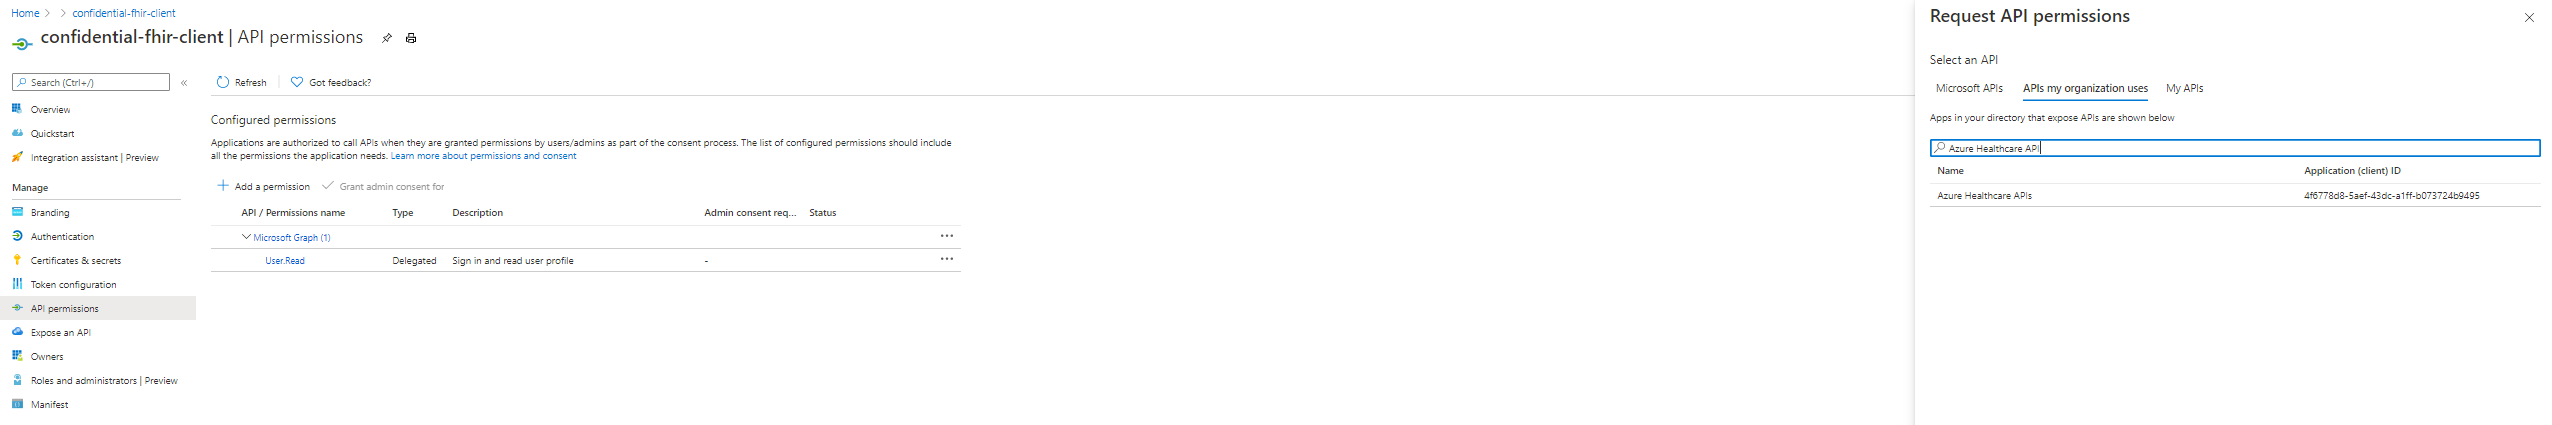 Home > > confidential-fhir-client
confidential-fhir-client | API permissions
Search (Ctrl+/)
«
Overview
Quickstart
Integration assistant | Preview
Manage
Branding
Authentication
Certificates & secrets
Token configuration
API permissions
Expose an API
Owners
Roles and administrators | Preview
Manifest
Refresh Got feedback?
Configured permissions
Applications are authorized to call APIs when they are granted permissions by users/admins as part of the consent process. The list of configured permissions should include
all the permissions the application needs. Learn more about permissions and consent
Add a permission Grant admin consent for
API / Permissions name Type Description Admin consent req... Status
Microsoft Graph (1) ...
User.Read Delegated Sign in and read user profile - ...
Request API permissions
Select an API
Microsoft APIs APIs my organization uses My APIs
Apps in your directory that expose APIs are shown below
Azure Healthcare API
Name Application (client) ID
Azure Healthcare APIs 4f6778d8-5aef-43dc-a1ff-b073724b9495